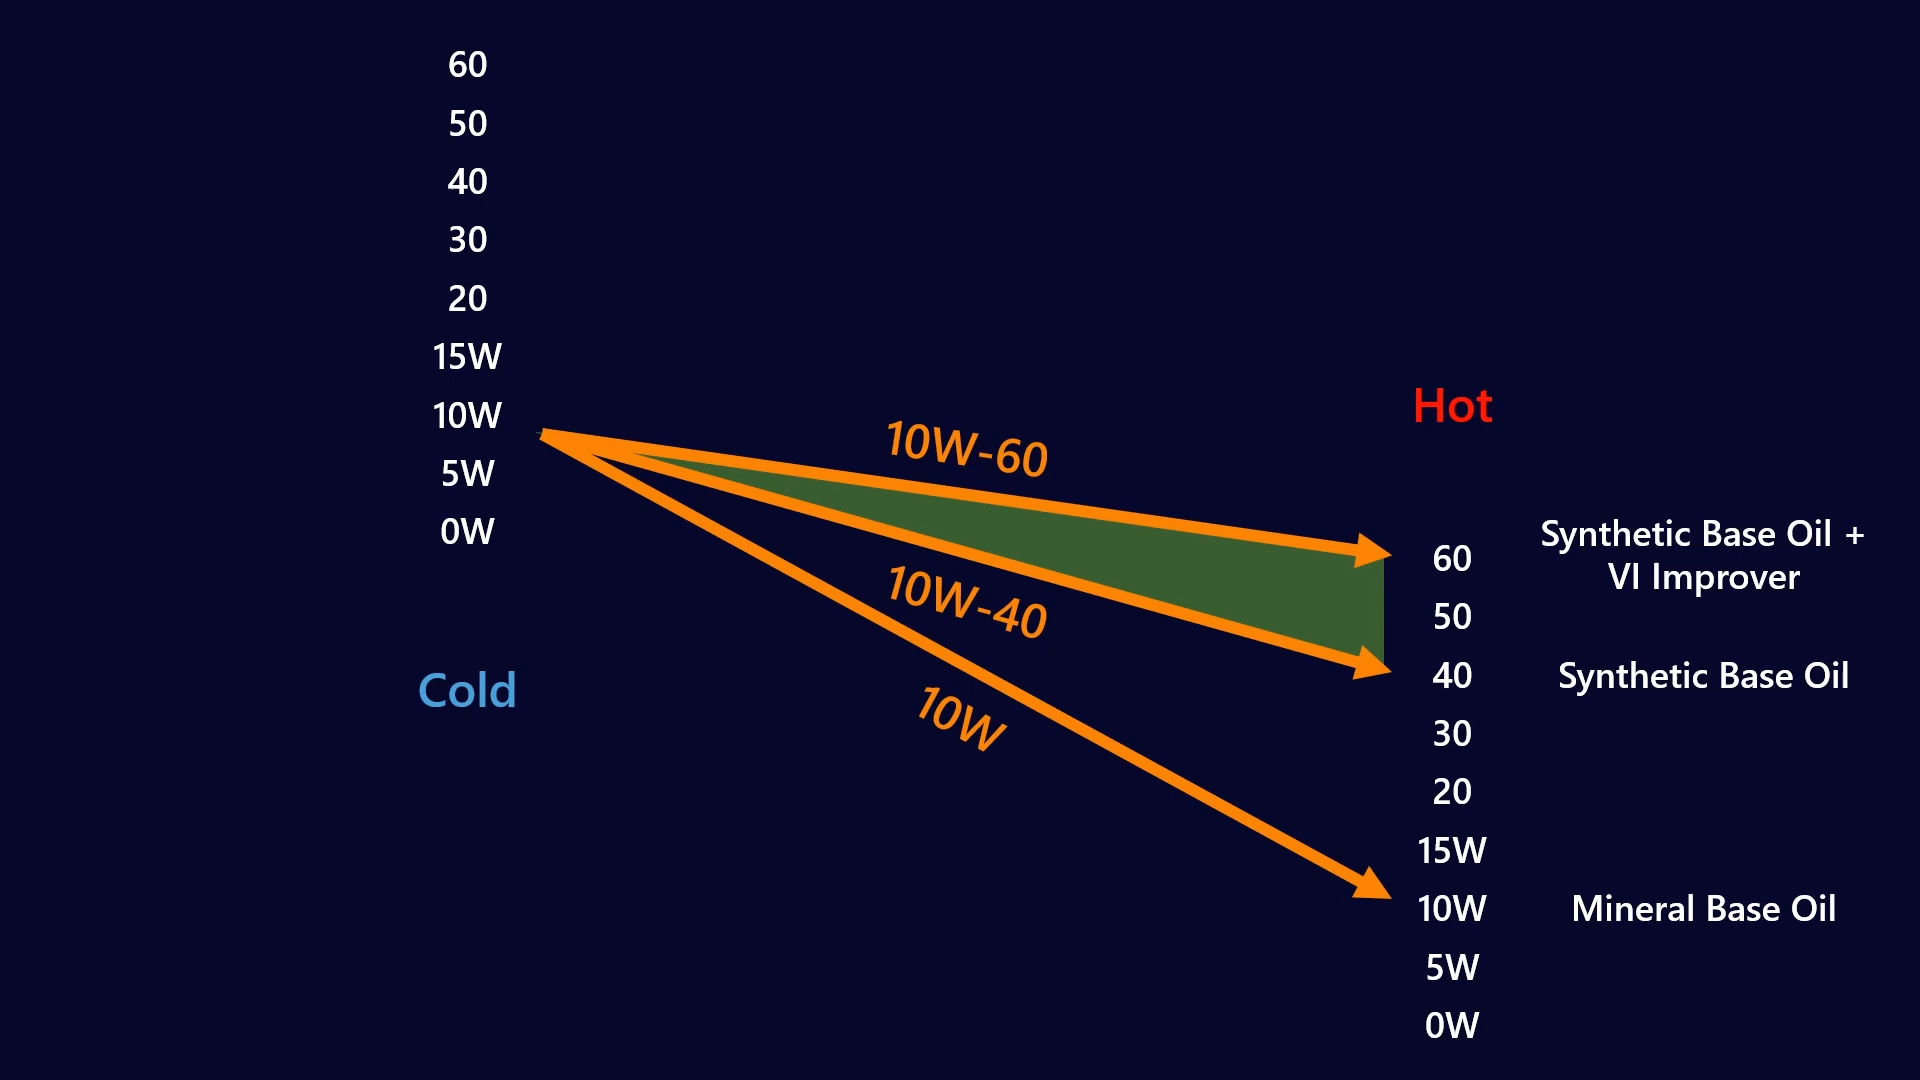 60
50
40
30
20
15W
10W
5W
0W
Cold
10W-60
10W-40
10W
Hot
60
50
40
30
20
15W
10W
5W
0W
Synthetic Base Oil +
VI Improver
Synthetic Base Oil
Mineral Base Oil